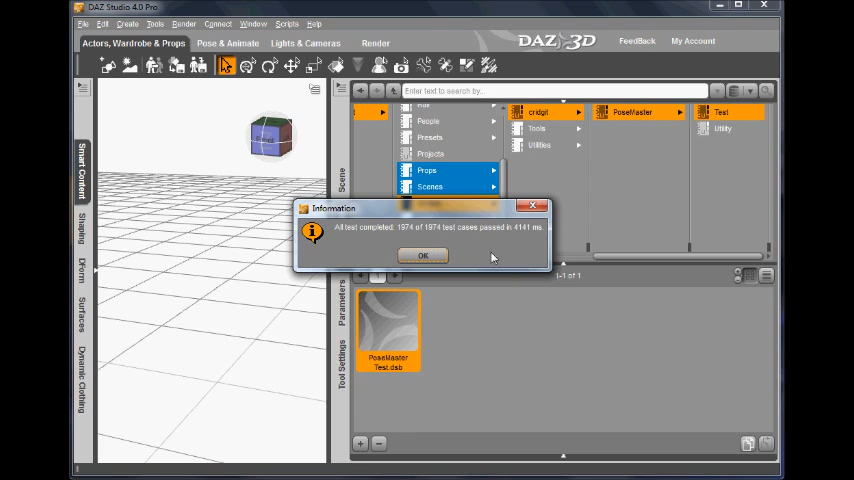 DAZ Studio 4.0 Pro
File Edit Create Tools Render Connect Window Scripts Help
Actors, Wardrobe & Props Pose & Animate Lights & Cameras Render
DAZ 3D
FeedBack My Account
Enter text to search by...
People
Presets
Projects
Props
Scenes
cridgit
Tools
Utilities
PoseMaster
Test
Utility
Smart Content
Shaping
DForm
Surfaces
Dynamic Clothing
Scene
Parameters
Tool Settings
Information
All test completed. 1974 of 1974 test cases passed in 4141 ms.
OK
1
1-1 of 1
PoseMaster
Test.dsb